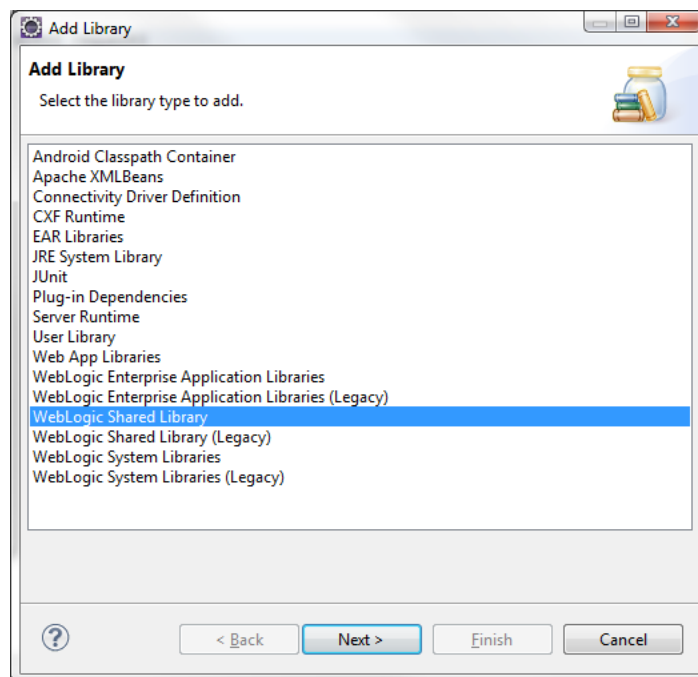 Add Library
Add Library
Select the library type to add.
Android Classpath Container
Apache XMLBeans
Connectivity Driver Definition
CXF Runtime
EAR Libraries
JRE System Library
JUnit
Plug-in Dependencies
Server Runtime
User Library
Web App Libraries
WebLogic Enterprise Application Libraries
WebLogic Enterprise Application Libraries (Legacy)
WebLogic Shared Library
WebLogic Shared Library (Legacy)
WebLogic System Libraries
WebLogic System Libraries (Legacy)
? < Back Next > Finish Cancel